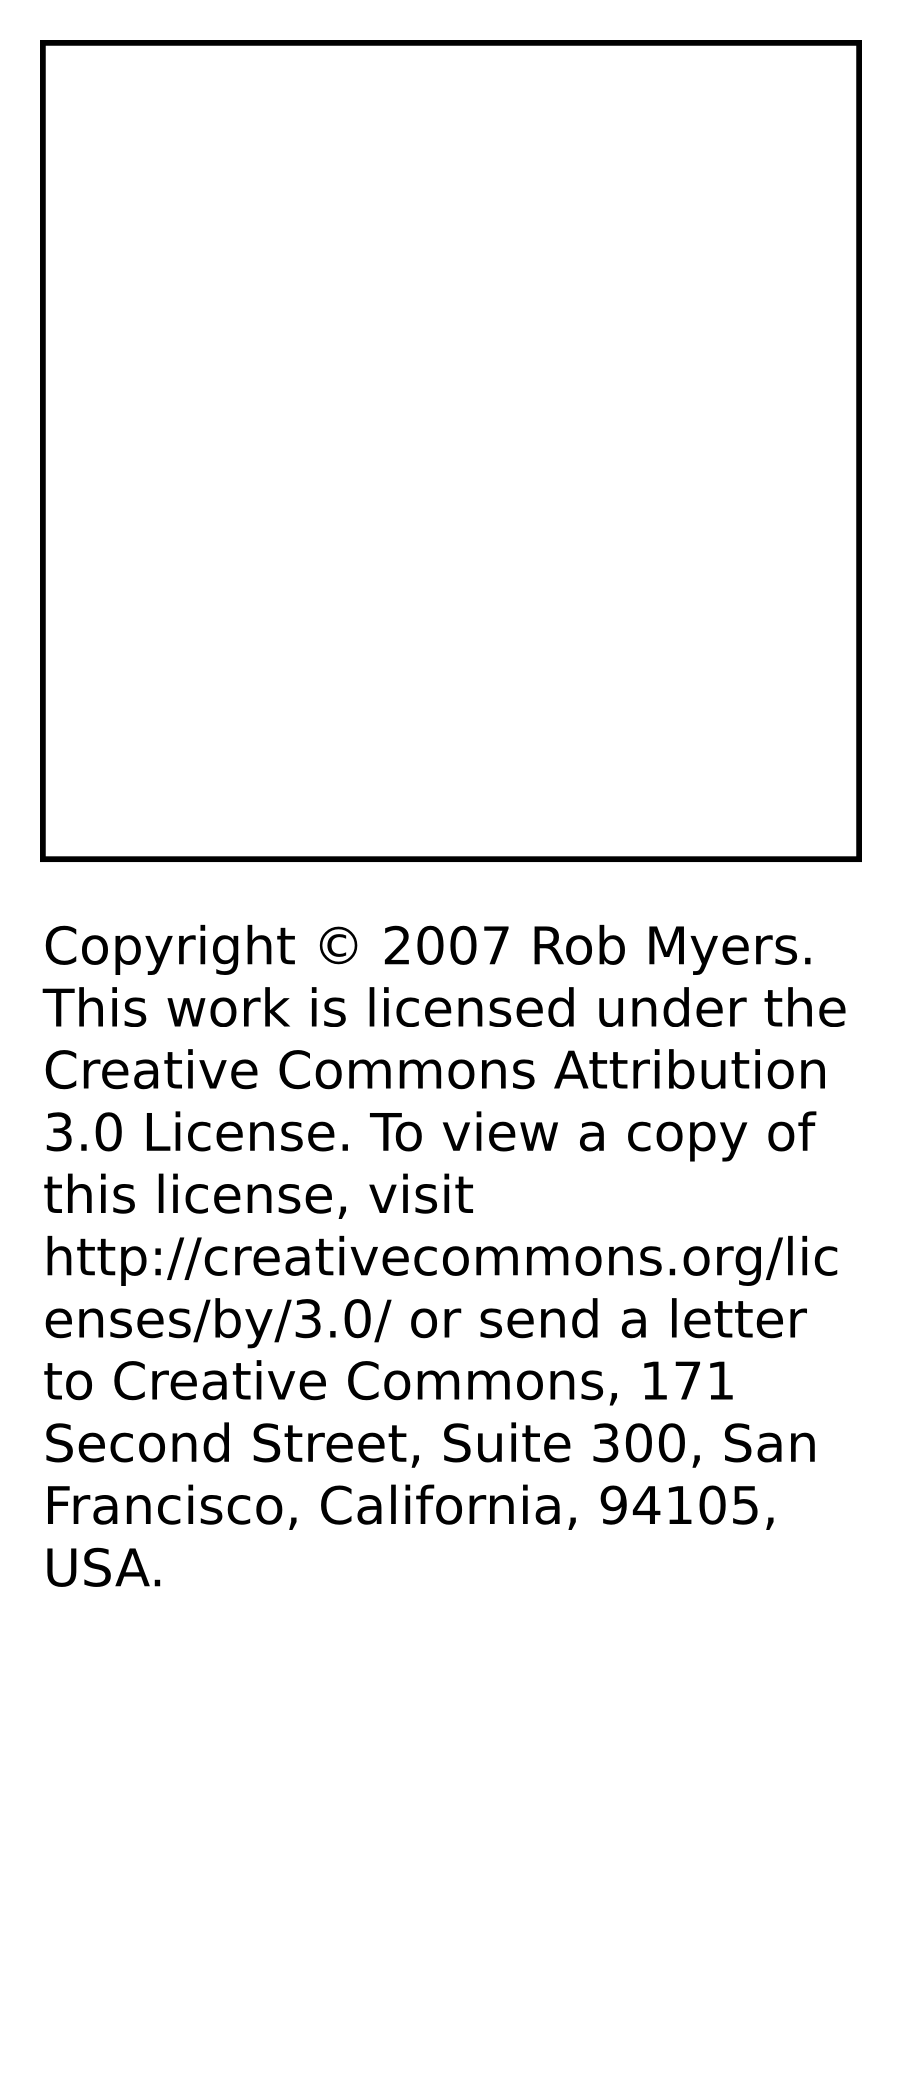 Copyright © 2007 Rob Myers.
This work is licensed under the
Creative Commons Attribution
3.0 License. To view a copy of
this license, visit
http://creativecommons.org/lic
enses/by/3.0/ or send a letter
to Creative Commons, 171
Second Street, Suite 300, San
Francisco, California, 94105,
USA.